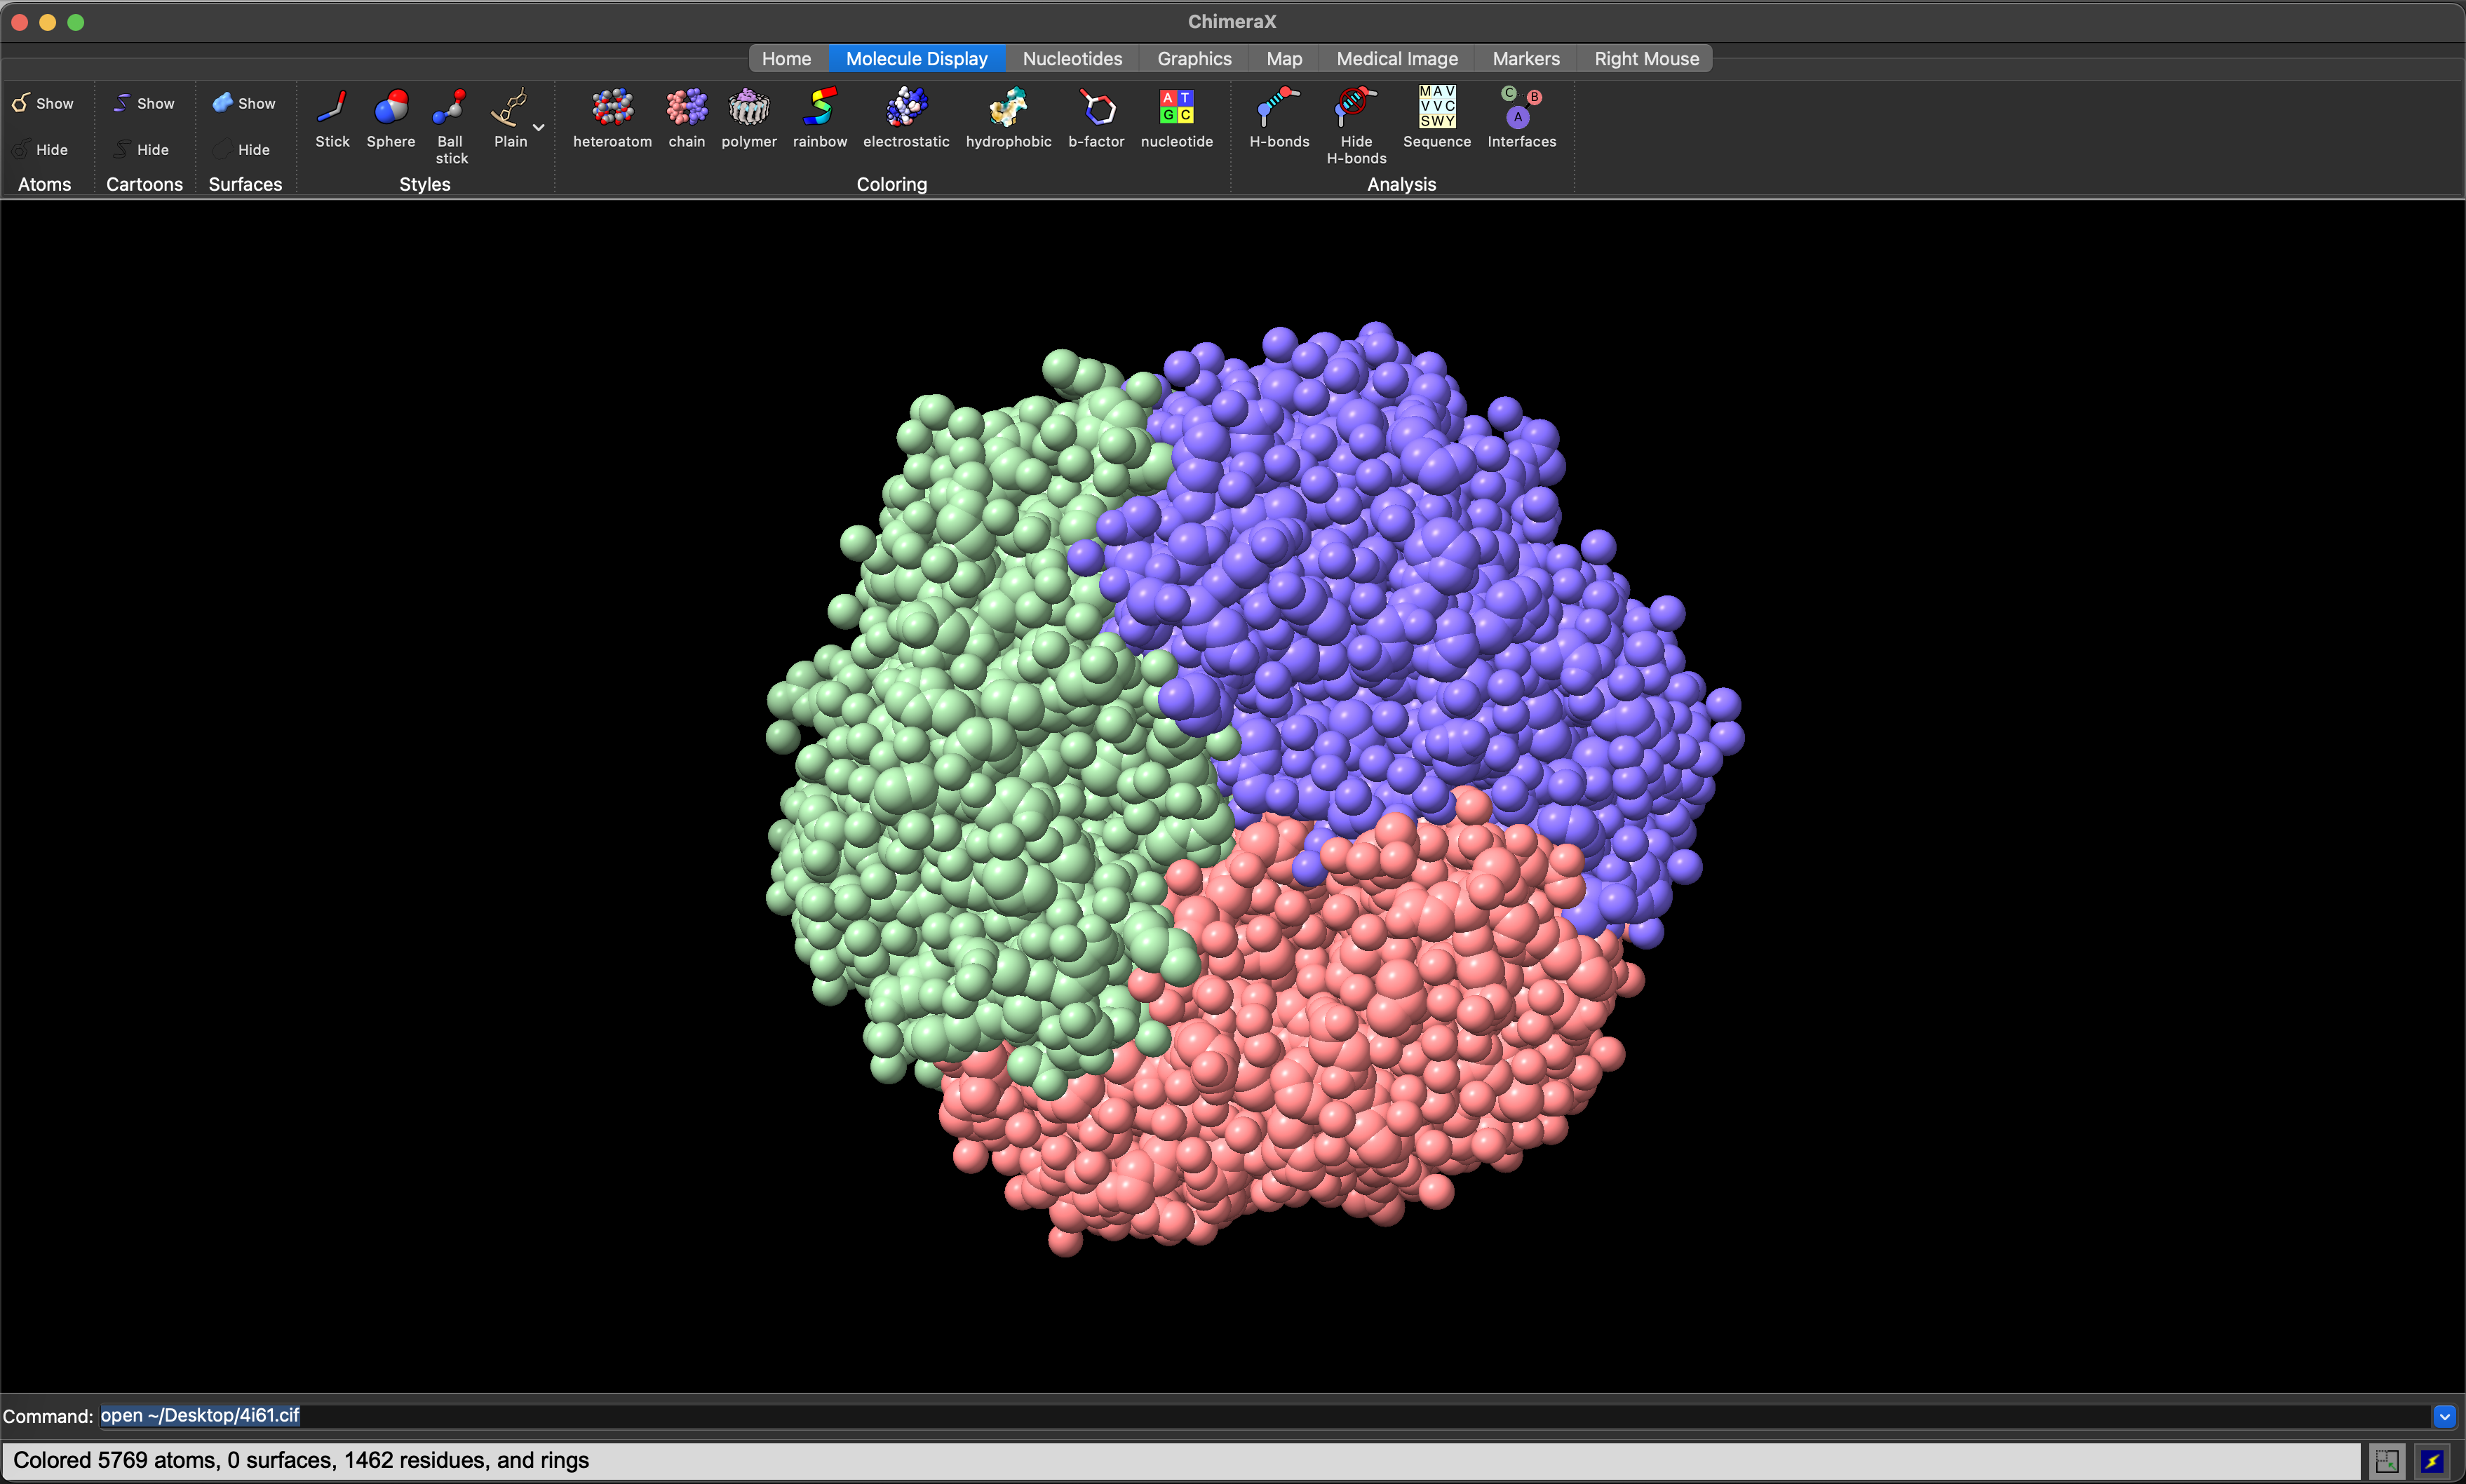 ChimeraX
Home Molecule Display Nucleotides Graphics Map Medical Image Markers Right Mouse
Show Show Show
Hide Hide Hide
Atoms Cartoons Surfaces
Stick Sphere Ball stick Plain
Styles
heteroatom chain polymer rainbow electrostatic hydrophobic b-factor nucleotide
A T
G C
Coloring
H-bonds Hide H-bonds Sequence Interfaces
M A V
V V C
S W Y
C B
A
Analysis
Command: open ~/Desktop/4i61.cif
Colored 5769 atoms, 0 surfaces, 1462 residues, and rings